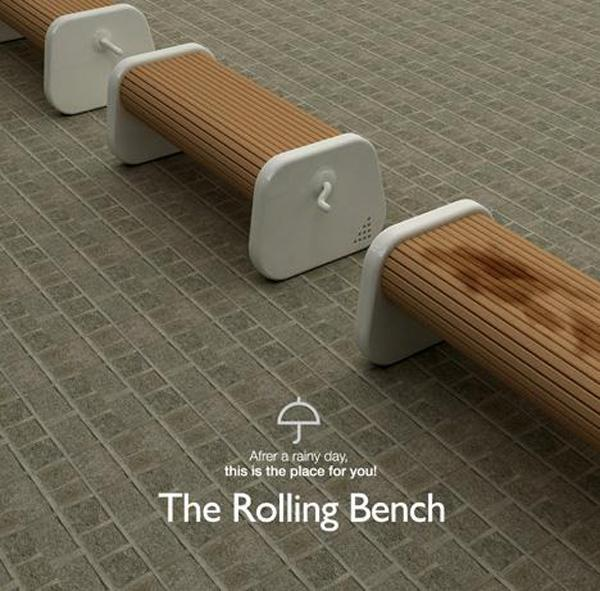 Afrer a rainy day,
this is the place for you!
The Rolling Bench